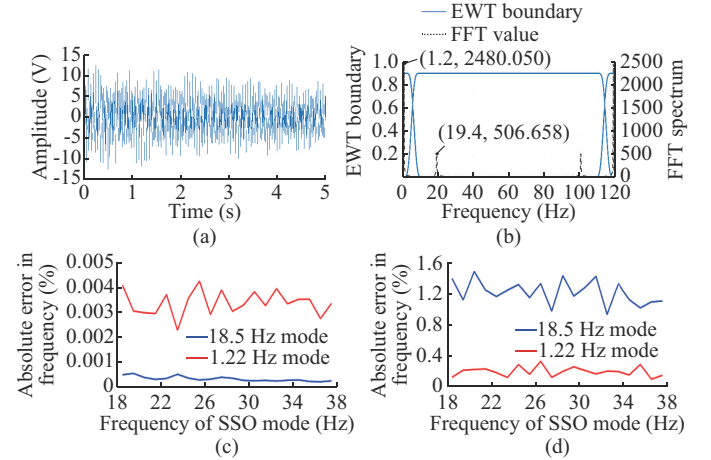 EWT boundary
FFT value
Amplitude (V)
15
10
5
0
-5
-10
-15
0
1
2
3
4
5
Time (s)
(a)
EWT boundary
1.0
0.8
0.6
0.4
0.2
(1.2, 2480.050)
(19.4, 506.658)
2500
2000
1500
1000
500
0
FFT spectrum
0
20
40
60
80
100
120
Frequency (Hz)
(b)
Absolute error in
frequency (%)
0.005
0.004
0.003
0.002
0.001
0
18.5 Hz mode
1.22 Hz mode
18
22
26
30
34
38
Frequency of SSO mode (Hz)
(c)
Absolute error in
frequency (%)
1.6
1.2
0.8
0.4
0
18.5 Hz mode
1.22 Hz mode
18
22
26
30
34
38
Frequency of SSO mode (Hz)
(d)